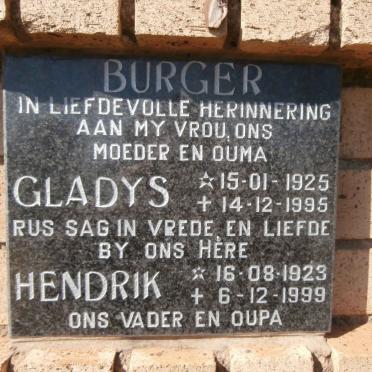 BURGER
IN LIEFDEVOLLE HERINNERING
AAN MY VROU, ONS
MOEDER EN OUMA
GLADYS ☆ 15-01-1925
+ 14-12-1995
RUS SAG IN VREDE EN LIEFDE
BY ONS HÈRE
HENDRIK ☆ 16-08-1923
+ 6-12-1999
ONS VADER EN OUPA